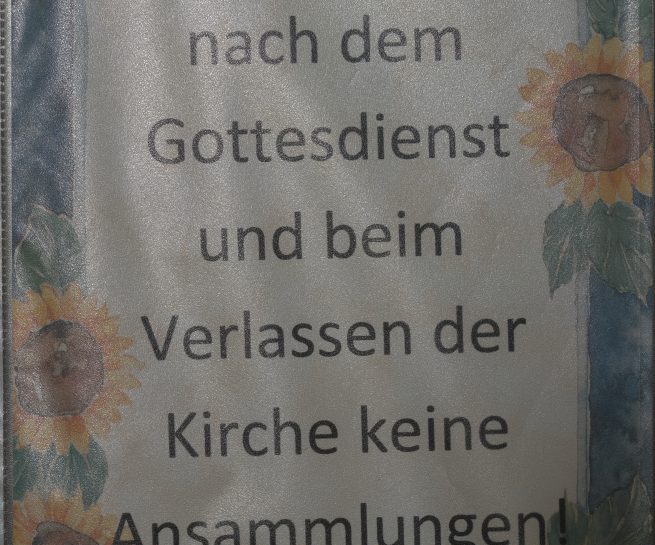 nach dem
Gottesdienst
und beim
Verlassen der
Kirche keine
Ansammlungen!